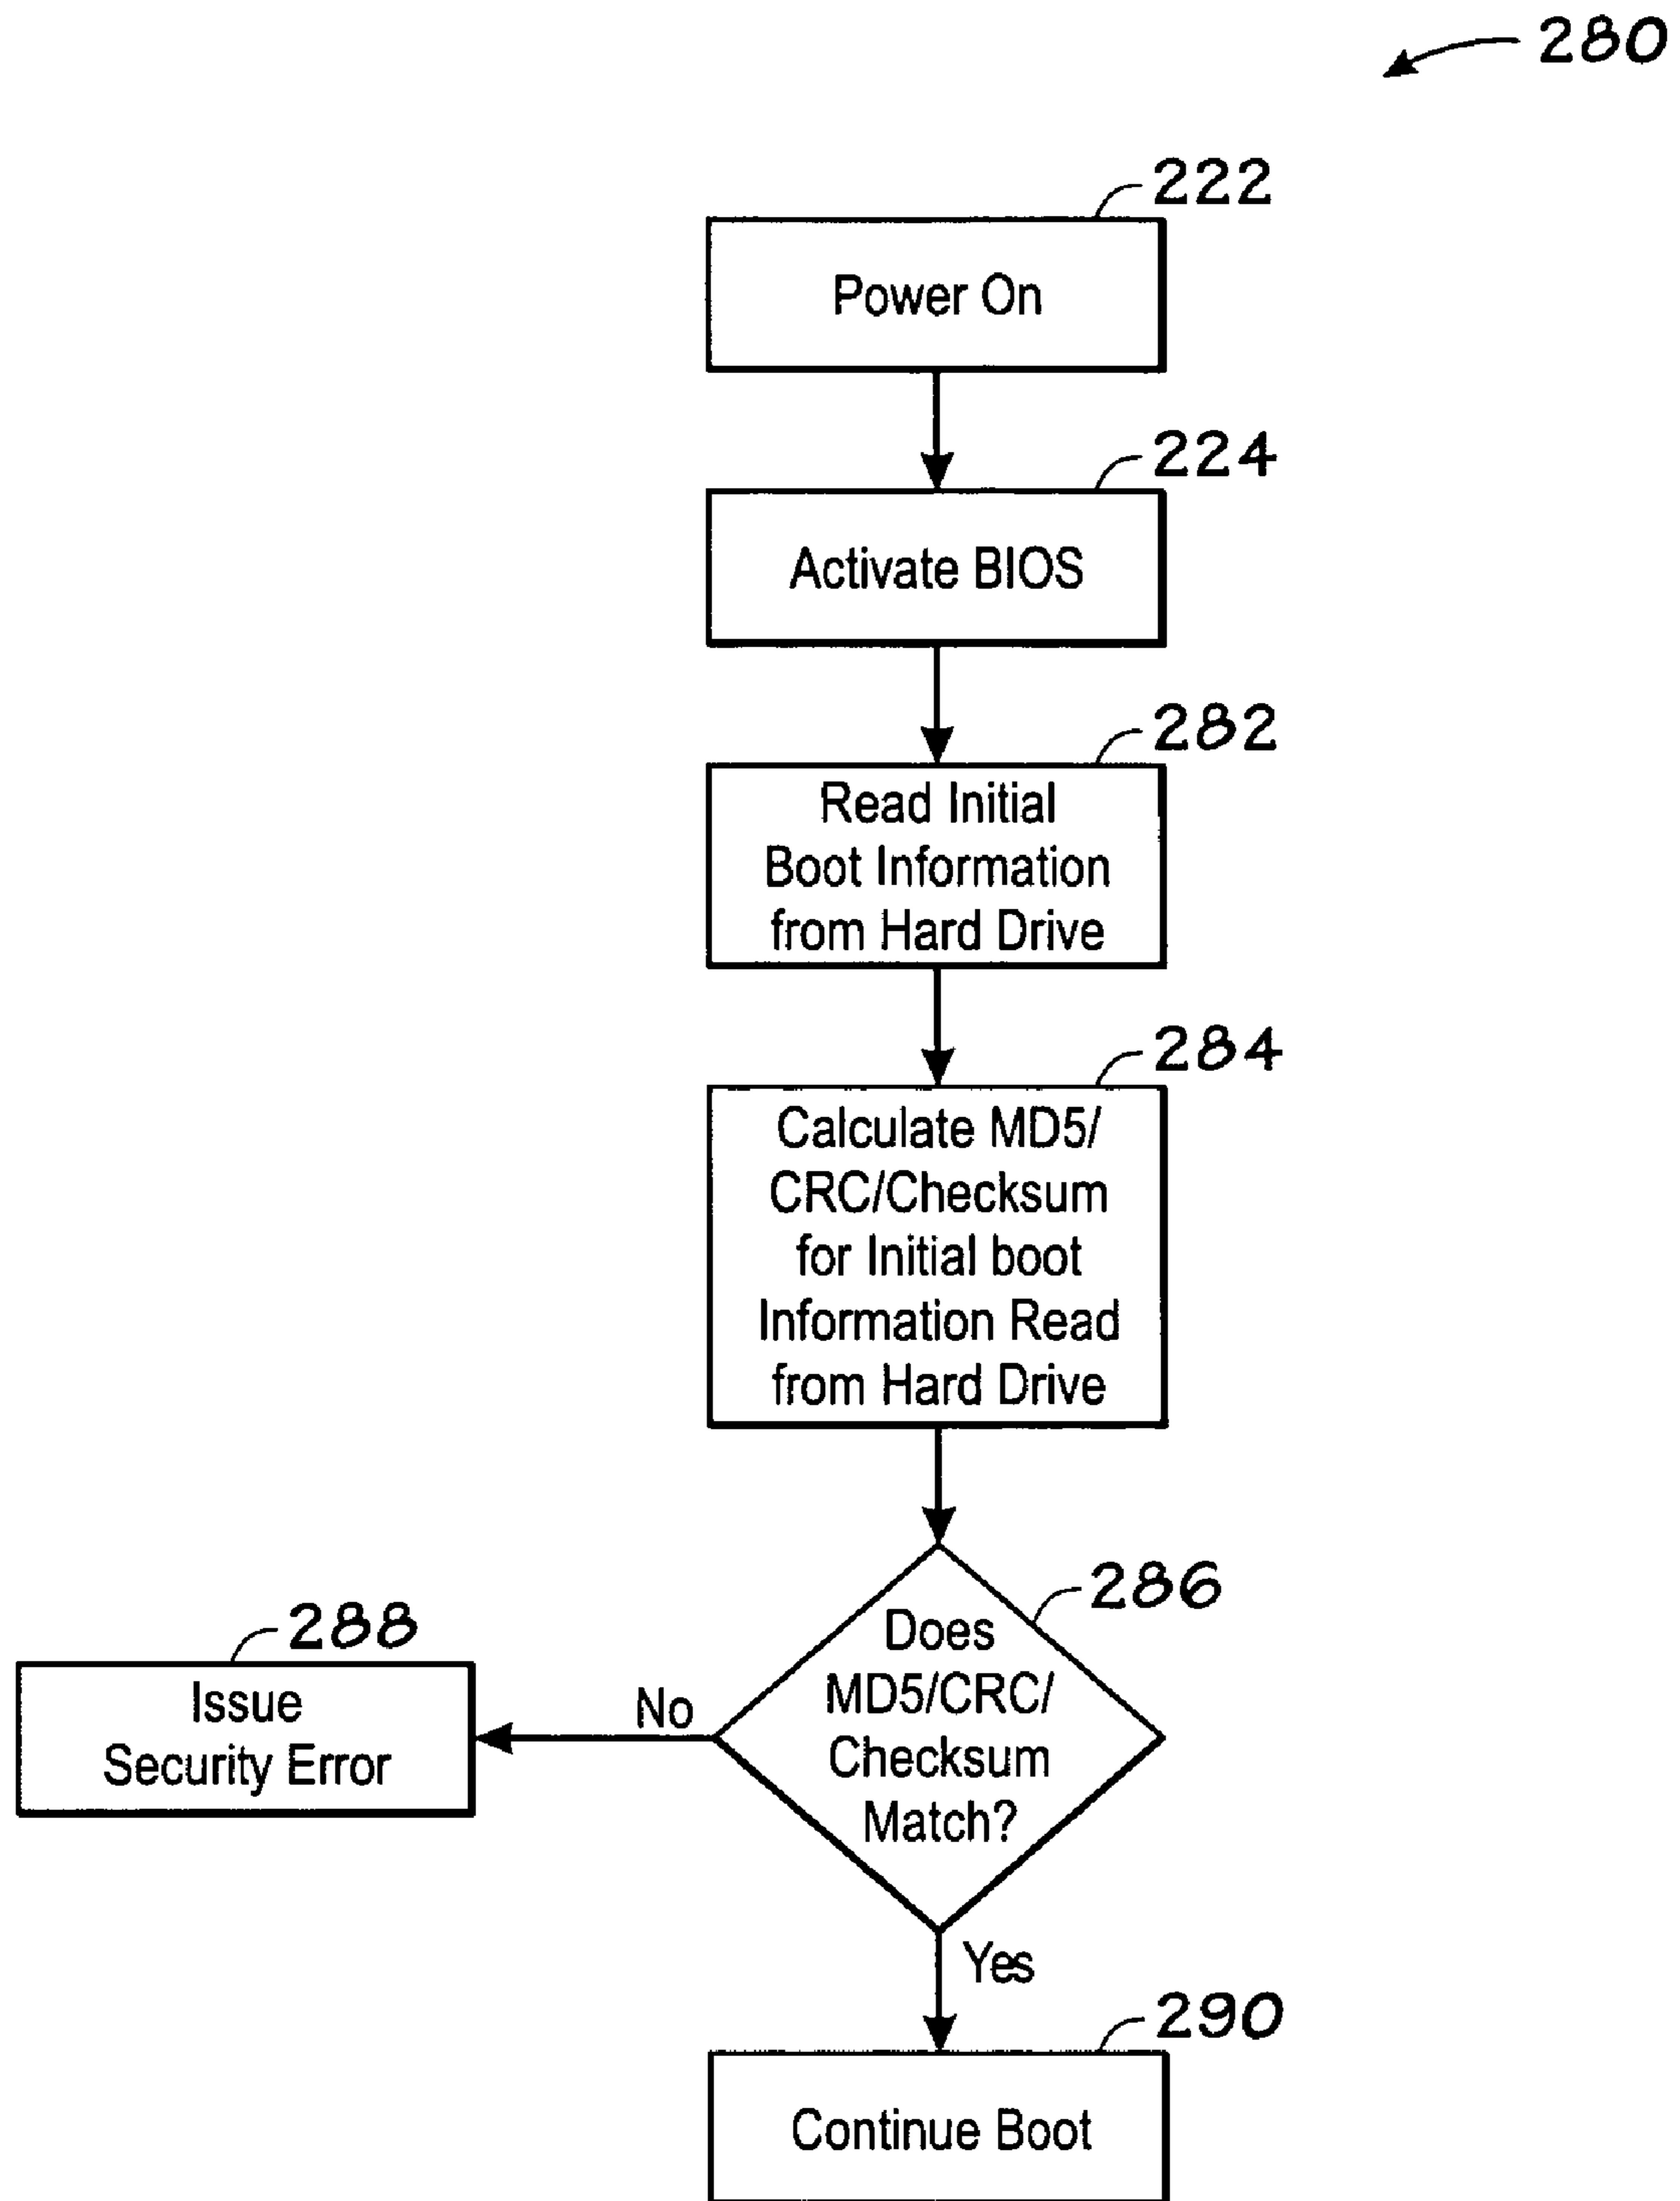 280
222
Power On
224
Activate BIOS
282
Read Initial
Boot Information
from Hard Drive
284
Calculate MD5/
CRC/Checksum
for Initial boot
Information Read
from Hard Drive
286
Does
MD5/CRC/
Checksum
Match?
No
288
Issue
Security Error
Yes
290
Continue Boot